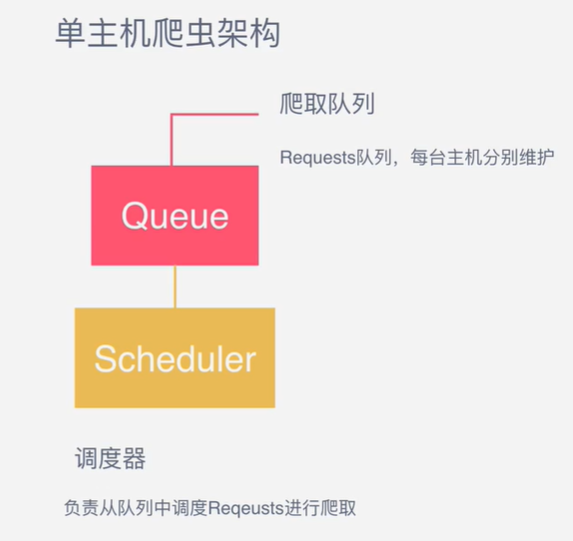 单主机爬虫架构
爬取队列
Requests队列，每台主机分别维护
Queue
Scheduler
调度器
负责从队列中调度Reqeusts进行爬取